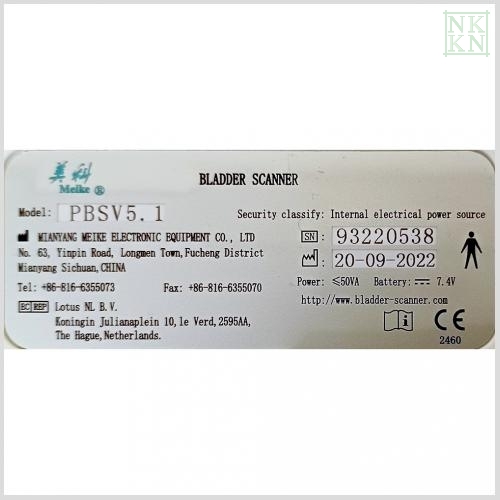 NK
KN
美科
Meike ®
BLADDER SCANNER
Model: PBSV5.1
Security classify: Internal electrical power source
MIANYANG MEIKE ELECTRONIC EQUIPMENT CO., LTD
SN 93220538
No. 63, Yinpin Road, Longmen Town, Fucheng District
Mianyang Sichuan, CHINA
20-09-2022
Tel: +86-816-6355073 Fax: +86-816-6355070
Power: ≤50VA Battery: 7.4V
http://www.bladder-scanner.com
EC REP Lotus NL B.V.
Koningin Julianaplein 10, le Verd, 2595AA,
The Hague, Netherlands.
i CE
2460